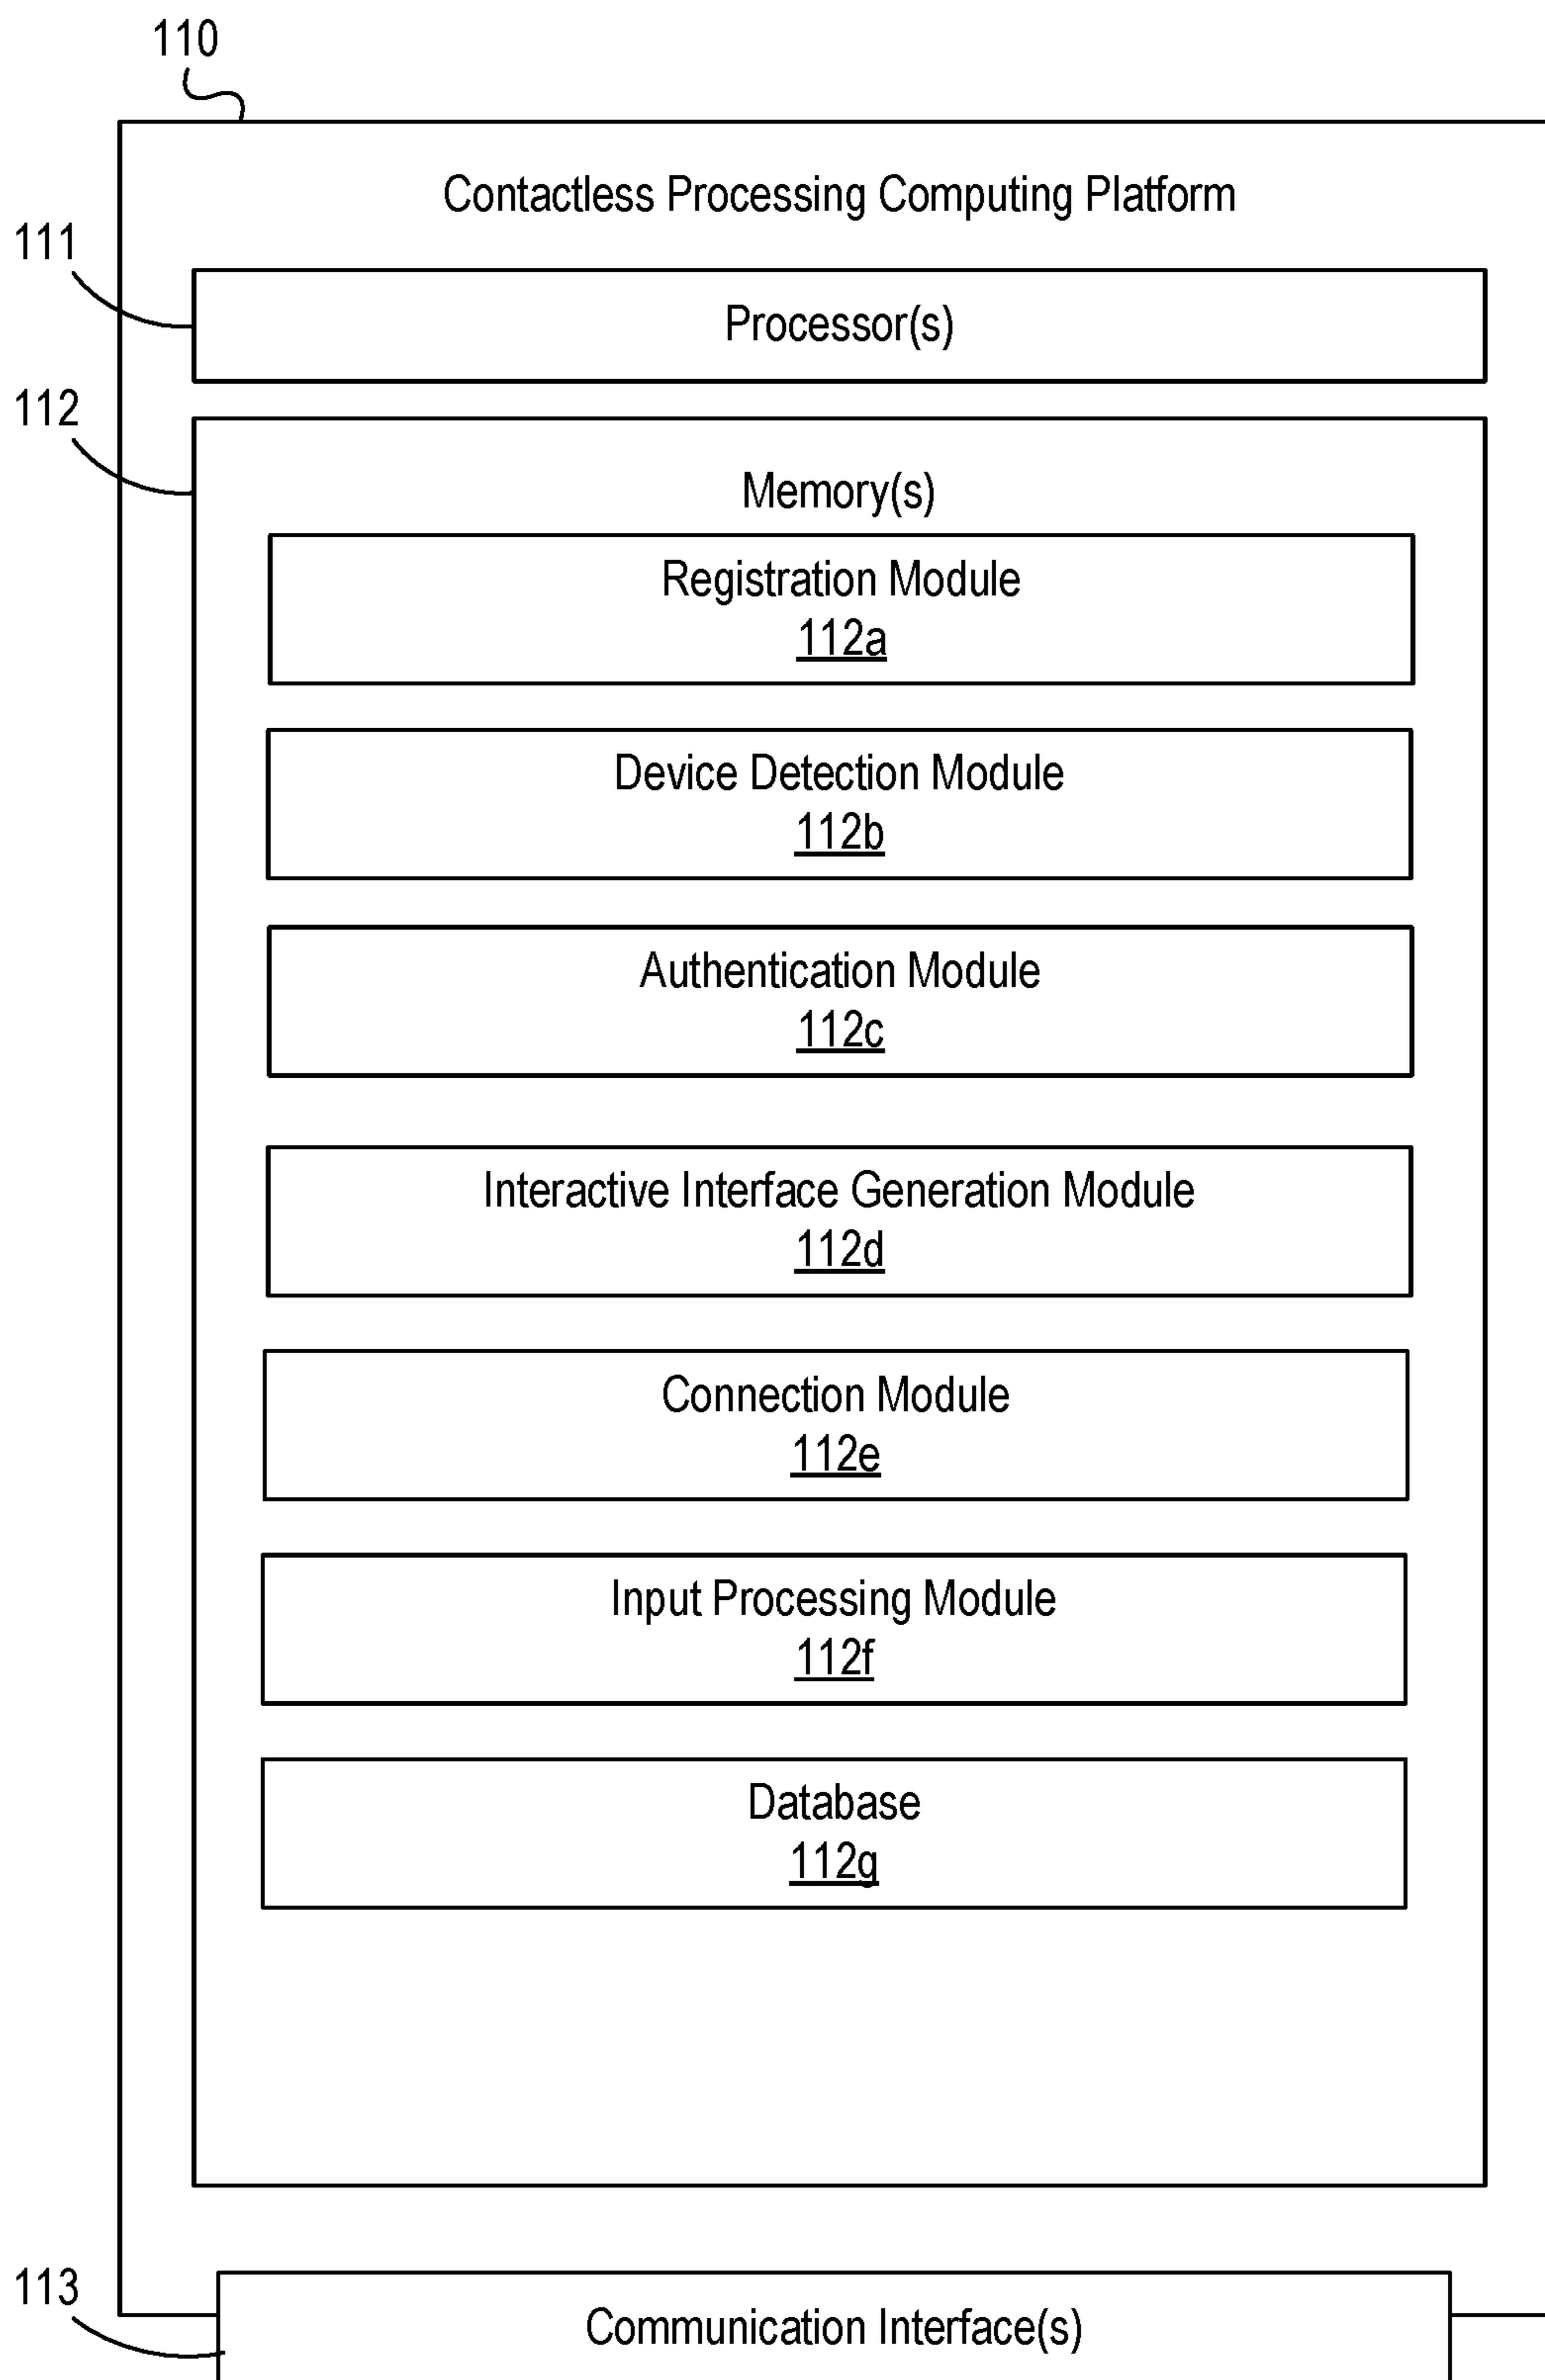 110
Contactless Processing Computing Platform
111
Processor(s)
112
Memory(s)
Registration Module
112a
Device Detection Module
112b
Authentication Module
112c
Interactive Interface Generation Module
112d
Connection Module
112e
Input Processing Module
112f
Database
112g
113
Communication Interface(s)